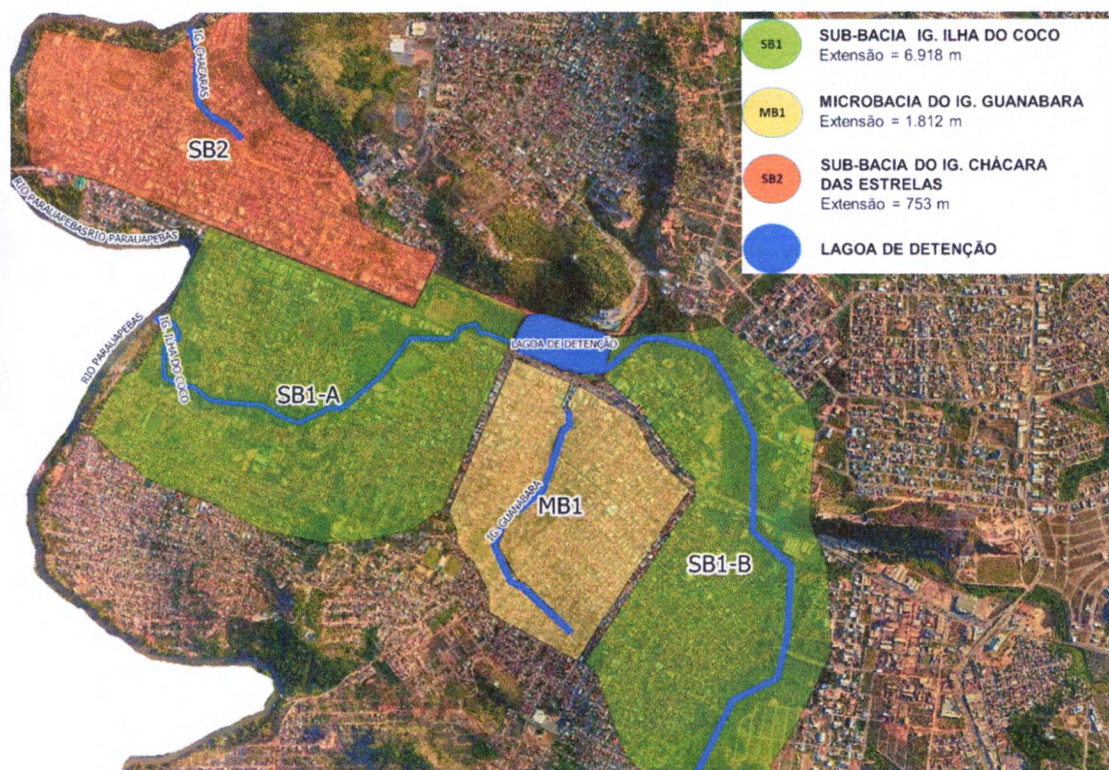 SB1
SUB-BACIA IG. ILHA DO COCO
Extensão = 6.918 m
MB1
MICROBACIA DO IG. GUANABARA
Extensão = 1.812 m
SB2
SUB-BACIA DO IG. CHÁCARA
DAS ESTRELAS
Extensão = 753 m
LAGOA DE DETENÇÃO
IG. CHÁCARAS
SB2
RIO PARAUAPEBAS
RIO PARAUAPEBAS
RIO PARAUAPEBAS
IG. ILHA DO COCO
SB1-A
LAGOA DE DETENÇÃO
IG. GUANABARA
MB1
SB1-B